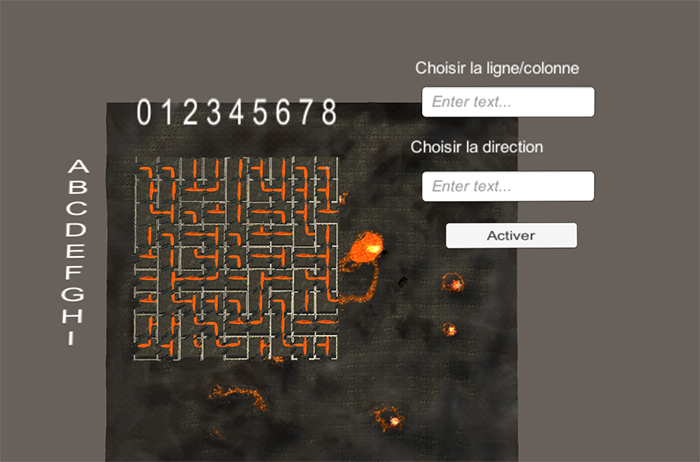 Choisir la ligne/colonne
Enter text...
0 1 2 3 4 5 6 7 8
Choisir la direction
Enter text...
Activer
A
B
C
D
E
F
G
H
I